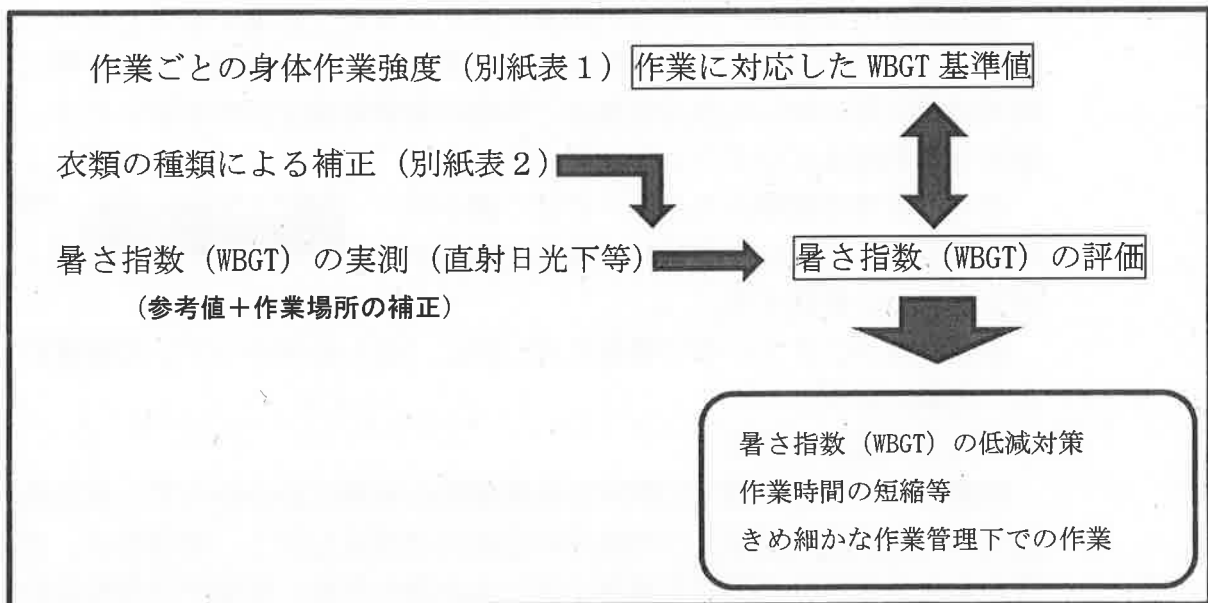 作業ごとの身体作業強度（別紙表１）作業に対応した WBGT 基準値
衣類の種類による補正（別紙表２）
暑さ指数（WBGT）の実測（直射日光下等）
暑さ指数（WBGT）の評価
（参考値＋作業場所の補正）
暑さ指数（WBGT）の低減対策
作業時間の短縮等
きめ細かな作業管理下での作業